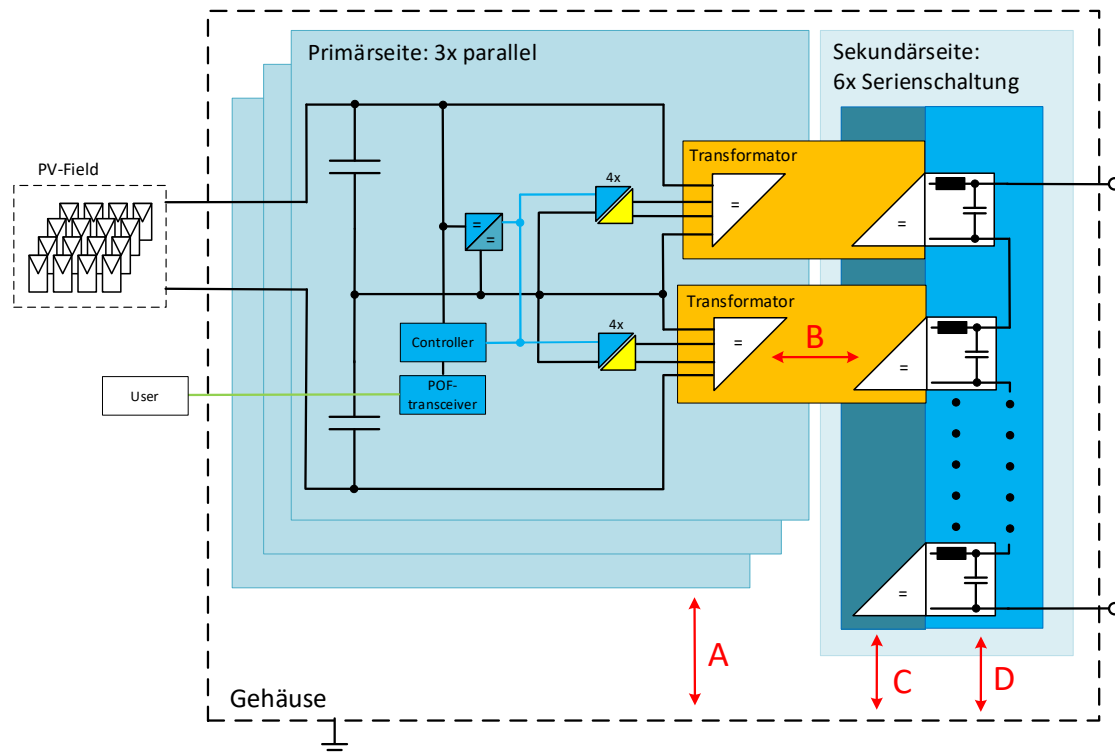 Primärseite: 3x parallel
Sekundärseite:
6x Serienschaltung
PV-Field
Transformator
4x
=
=
=
=
=
Transformator
4x
=
=
B
Controller
POF-
transceiver
User
=
A
C
D
Gehäuse